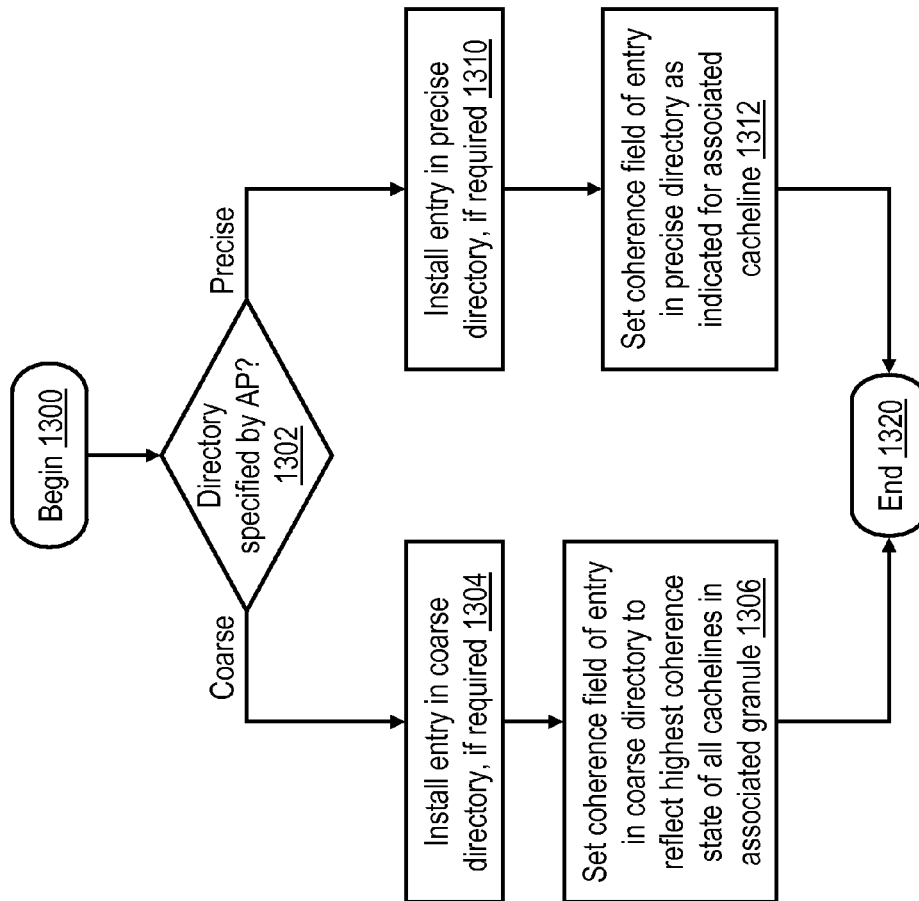 Begin 1300
Directory
specified by AP?
1302
Coarse
Precise
Install entry in coarse
directory, if required 1304
Set coherence field of entry
in coarse directory to
reflect highest coherence
state of all cachelines in
associated granule 1306
Install entry in precise
directory, if required 1310
Set coherence field of entry
in precise directory as
indicated for associated
cacheline 1312
End 1320